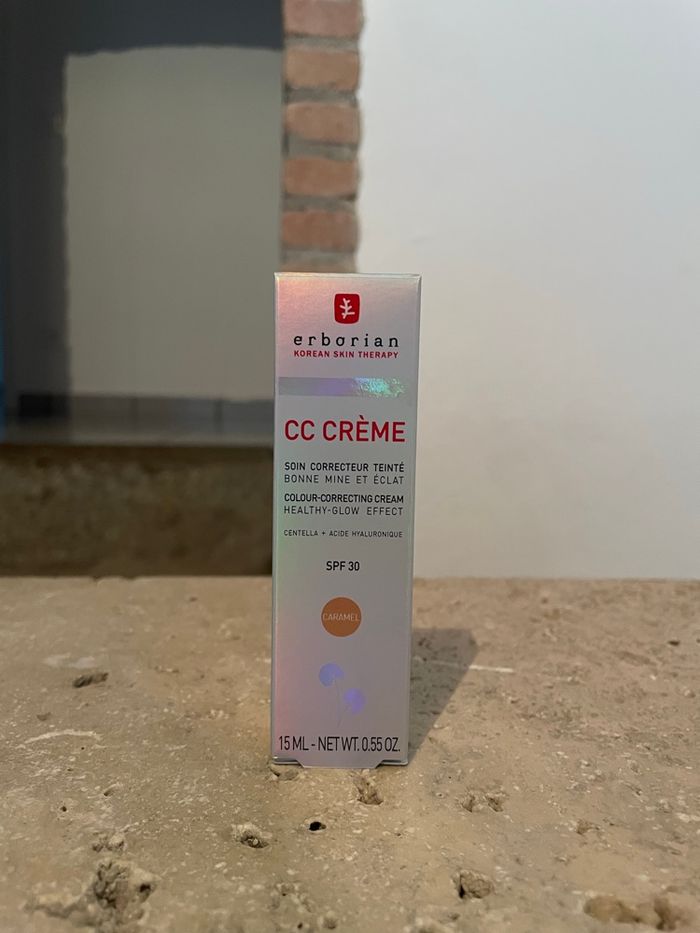 erborian
KOREAN SKIN THERAPY
CC CRÈME
SOIN CORRECTEUR TEINTÉ
BONNE MINE ET ÉCLAT
COLOUR-CORRECTING CREAM
HEALTHY-GLOW EFFECT
CENTELLA + ACIDE HYALURONIQUE
SPF 30
CARAMEL
15 ML - NET WT. 0.55 OZ.